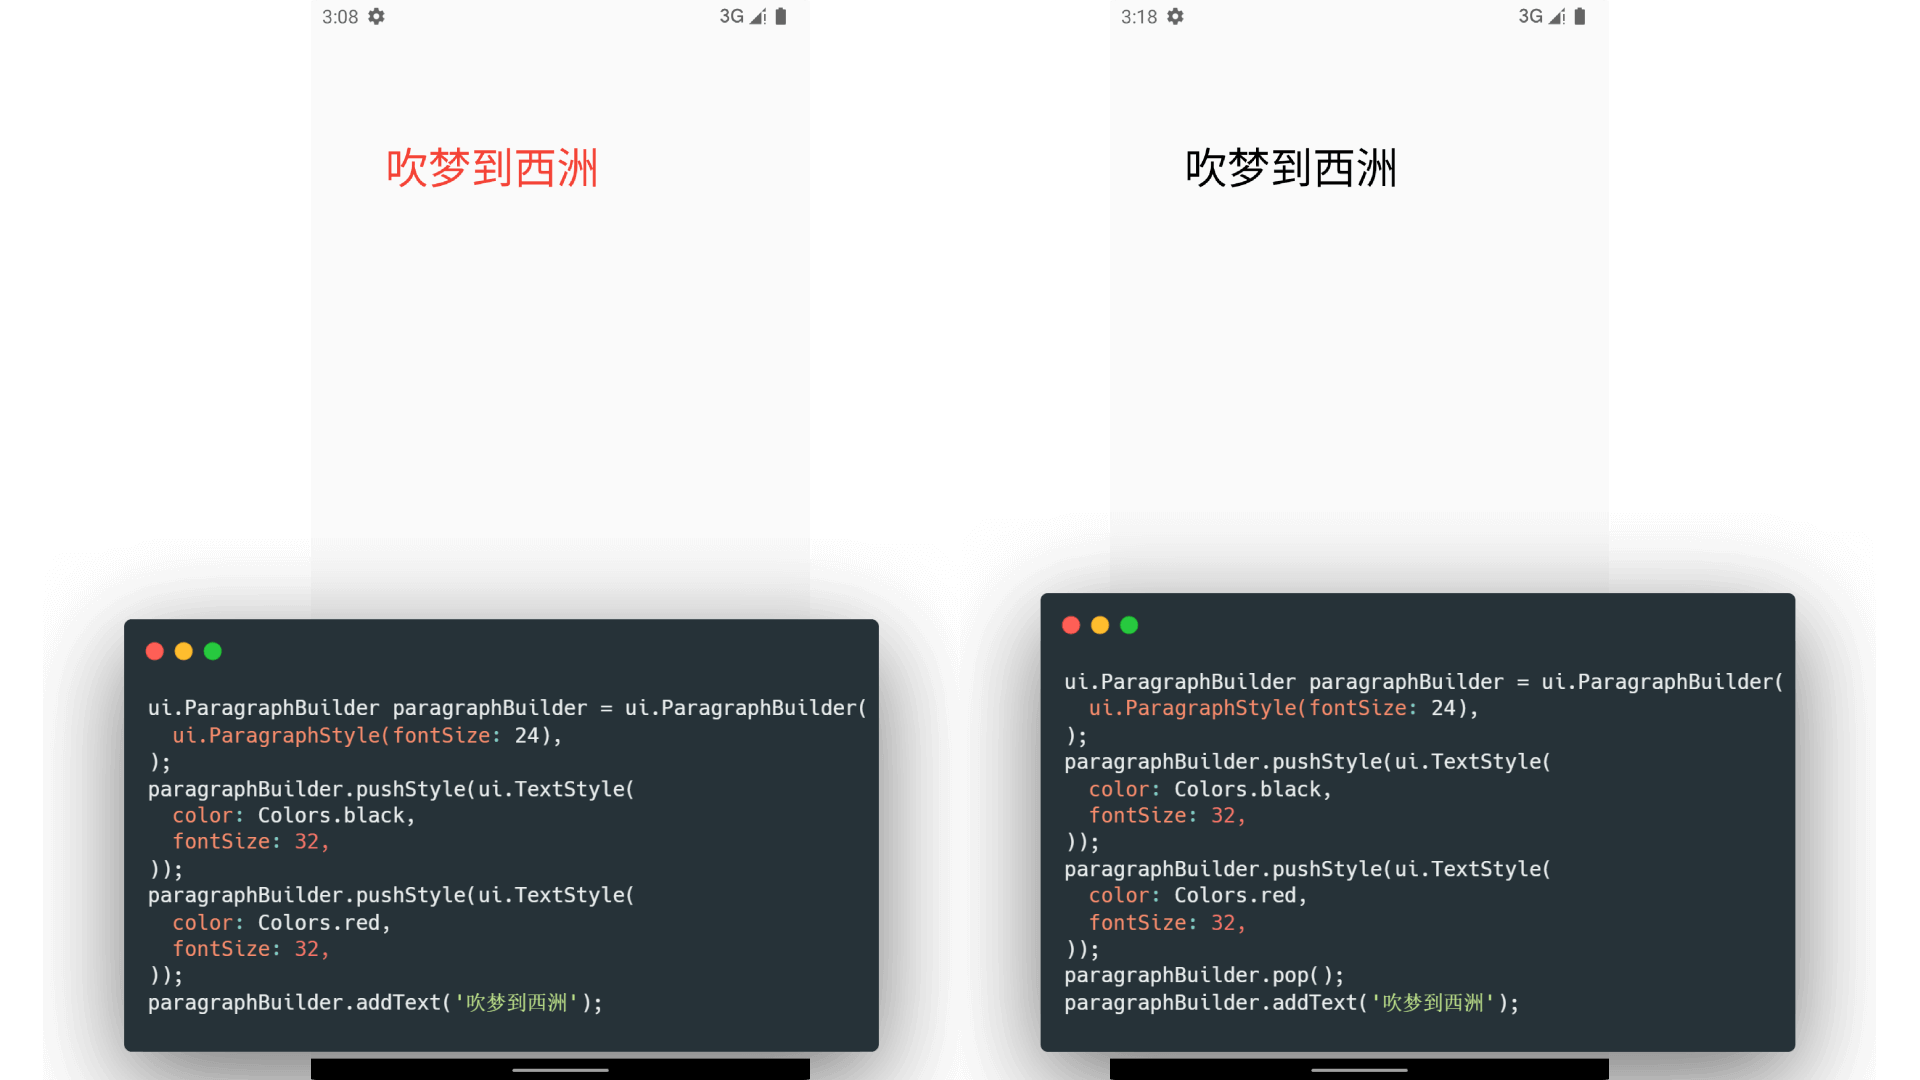 3:08
3G
吹梦到西洲
ui.ParagraphBuilder paragraphBuilder = ui.ParagraphBuilder(
  ui.ParagraphStyle(fontSize: 24),
);
paragraphBuilder.pushStyle(ui.TextStyle(
  color: Colors.black,
  fontSize: 32,
));
paragraphBuilder.pushStyle(ui.TextStyle(
  color: Colors.red,
  fontSize: 32,
));
paragraphBuilder.addText('吹梦到西洲');
3:18
3G
吹梦到西洲
ui.ParagraphBuilder paragraphBuilder = ui.ParagraphBuilder(
  ui.ParagraphStyle(fontSize: 24),
);
paragraphBuilder.pushStyle(ui.TextStyle(
  color: Colors.black,
  fontSize: 32,
));
paragraphBuilder.pushStyle(ui.TextStyle(
  color: Colors.red,
  fontSize: 32,
));
paragraphBuilder.pop();
paragraphBuilder.addText('吹梦到西洲');